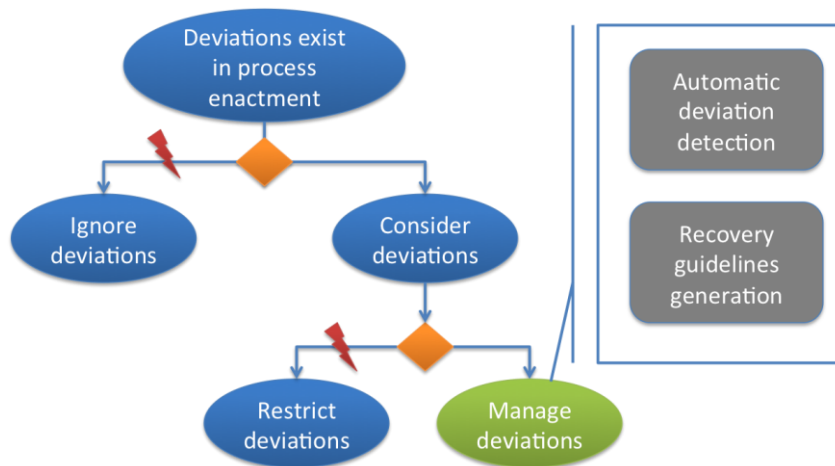 Deviations exist
in process
enactment
Ignore
deviations
Consider
deviations
Restrict
deviations
Manage
deviations
Automatic
deviation
detection
Recovery
guidelines
generation